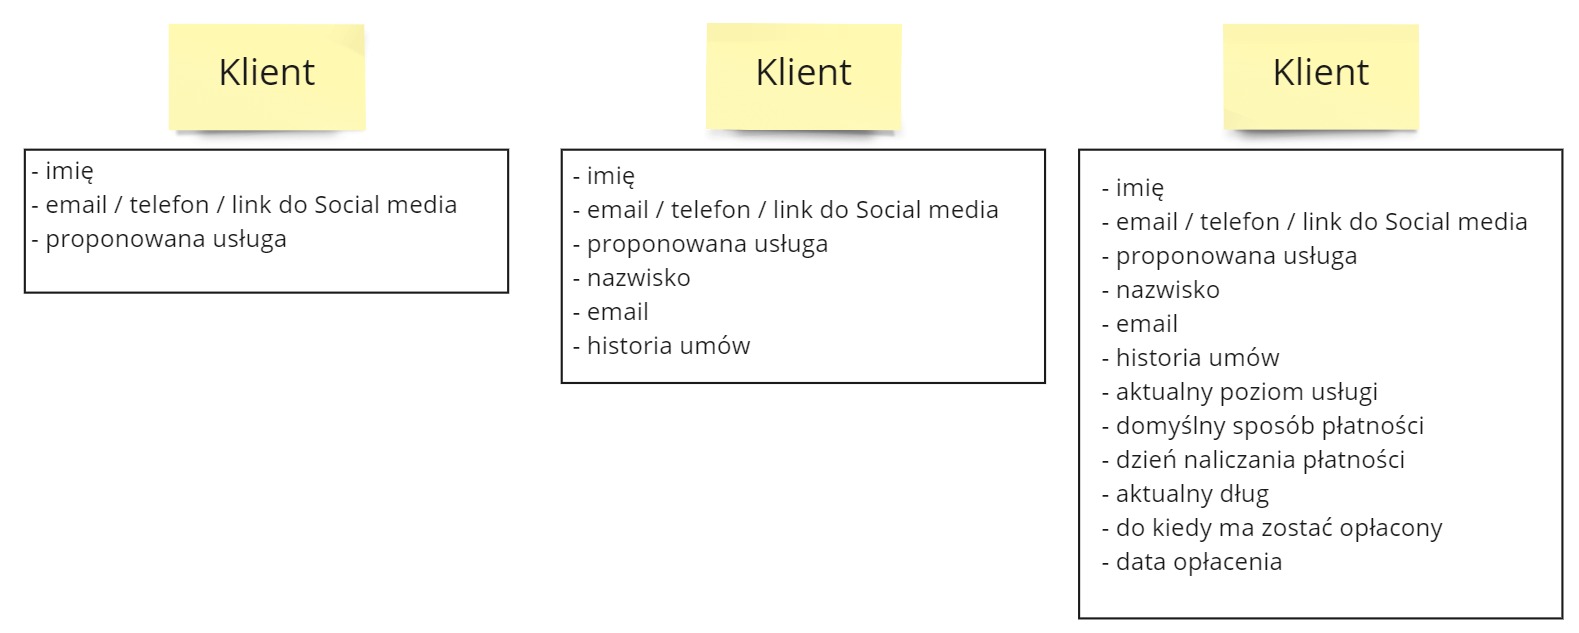 Klient
- imię
- email / telefon / link do Social media
- proponowana usługa
Klient
- imię
- email / telefon / link do Social media
- proponowana usługa
- nazwisko
- email
- historia umów
Klient
- imię
- email / telefon / link do Social media
- proponowana usługa
- nazwisko
- email
- historia umów
- aktualny poziom usługi
- domyślny sposób płatności
- dzień naliczania płatności
- aktualny dług
- do kiedy ma zostać opłacony
- data opłacenia